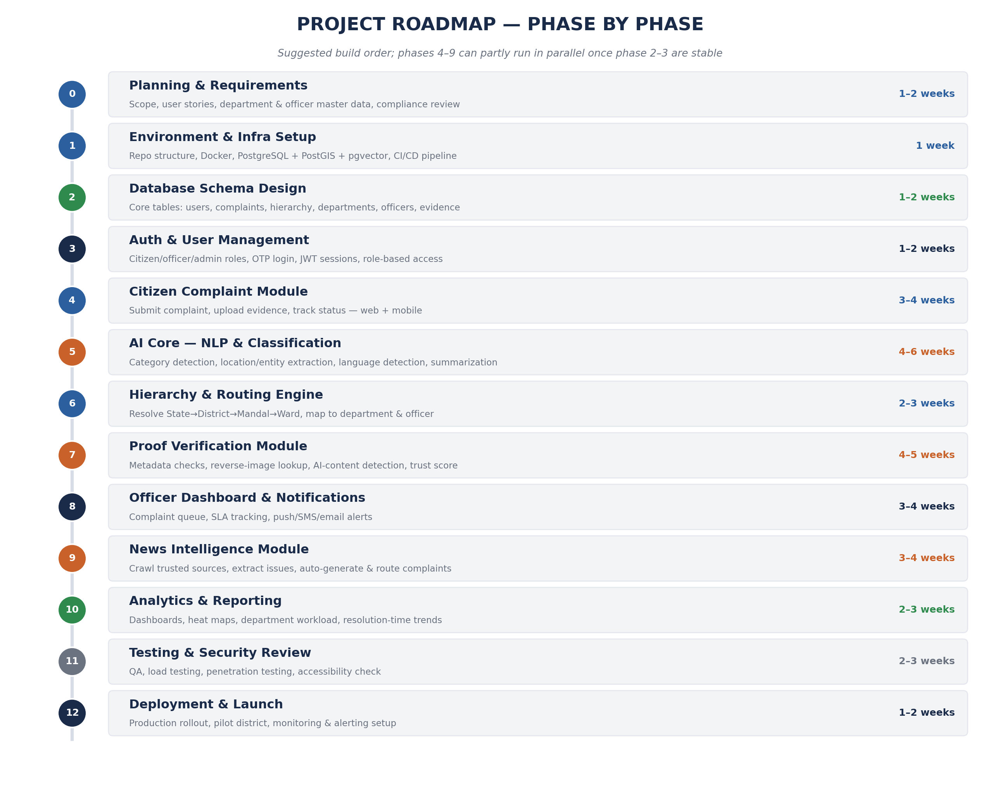 PROJECT ROADMAP — PHASE BY PHASE
Suggested build order; phases 4–9 can partly run in parallel once phase 2–3 are stable
0
Planning & Requirements
Scope, user stories, department & officer master data, compliance review
1–2 weeks
1
Environment & Infra Setup
Repo structure, Docker, PostgreSQL + PostGIS + pgvector, CI/CD pipeline
1 week
2
Database Schema Design
Core tables: users, complaints, hierarchy, departments, officers, evidence
1–2 weeks
3
Auth & User Management
Citizen/officer/admin roles, OTP login, JWT sessions, role-based access
1–2 weeks
4
Citizen Complaint Module
Submit complaint, upload evidence, track status — web + mobile
3–4 weeks
5
AI Core — NLP & Classification
Category detection, location/entity extraction, language detection, summarization
4–6 weeks
6
Hierarchy & Routing Engine
Resolve State→District→Mandal→Ward, map to department & officer
2–3 weeks
7
Proof Verification Module
Metadata checks, reverse-image lookup, AI-content detection, trust score
4–5 weeks
8
Officer Dashboard & Notifications
Complaint queue, SLA tracking, push/SMS/email alerts
3–4 weeks
9
News Intelligence Module
Crawl trusted sources, extract issues, auto-generate & route complaints
3–4 weeks
10
Analytics & Reporting
Dashboards, heat maps, department workload, resolution-time trends
2–3 weeks
11
Testing & Security Review
QA, load testing, penetration testing, accessibility check
2–3 weeks
12
Deployment & Launch
Production rollout, pilot district, monitoring & alerting setup
1–2 weeks